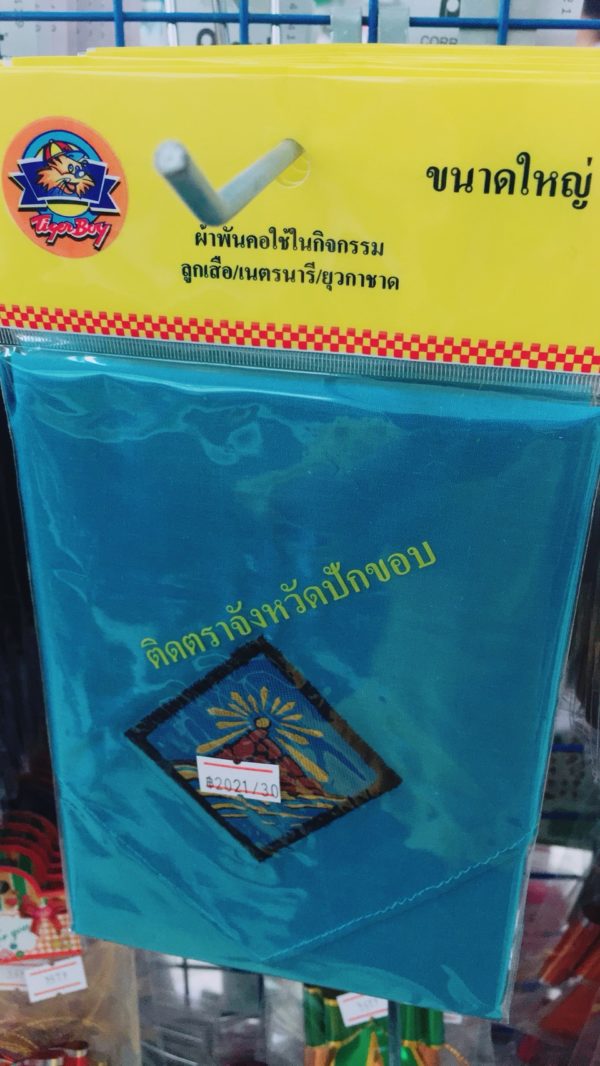 CORR
Tiger Boy
ขนาดใหญ่
ผ้าพันคอใช้ในกิจกรรม
ลูกเสือ/เนตรนารี/ยุวกาชาด
ติดตราจังหวัดปักขอบ
฿2021/30